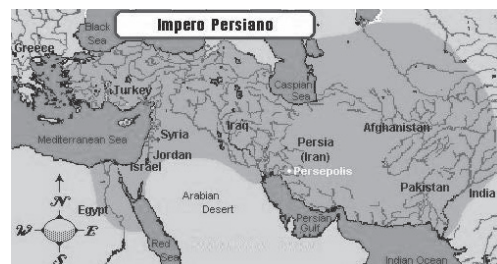 Impero Persiano
Black
Sea
Greece
Turkey
Caspian
Sea
Mediterranean Sea
Syria
Iraq
Afghanistan
Jordan
Persia
(Iran)
Israel
Persepolis
Pakistan
India
Arabian
Desert
Egypt
Persian
Gulf
Red
Sea
Indian Ocean
N
W
E
S